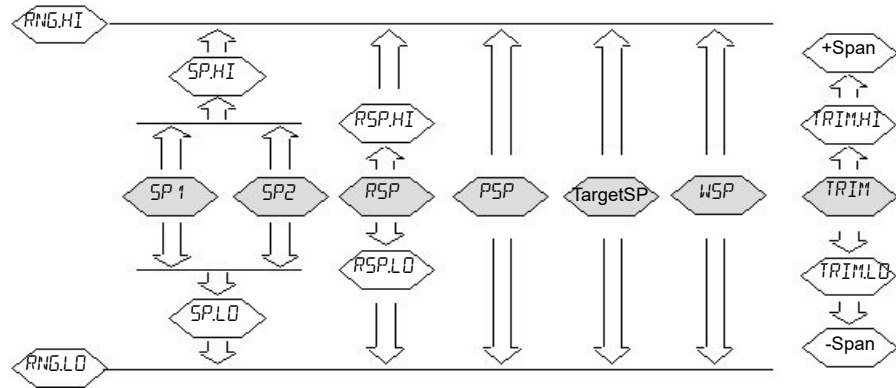 RNG.HI
+Span
SP.HI
RSP.HI
TRIM.HI
SP1
SP2
RSP
PSP
TargetSP
WSP
TRIM
RSP.LO
TRIM.LO
SP.LO
-Span
RNG.LO